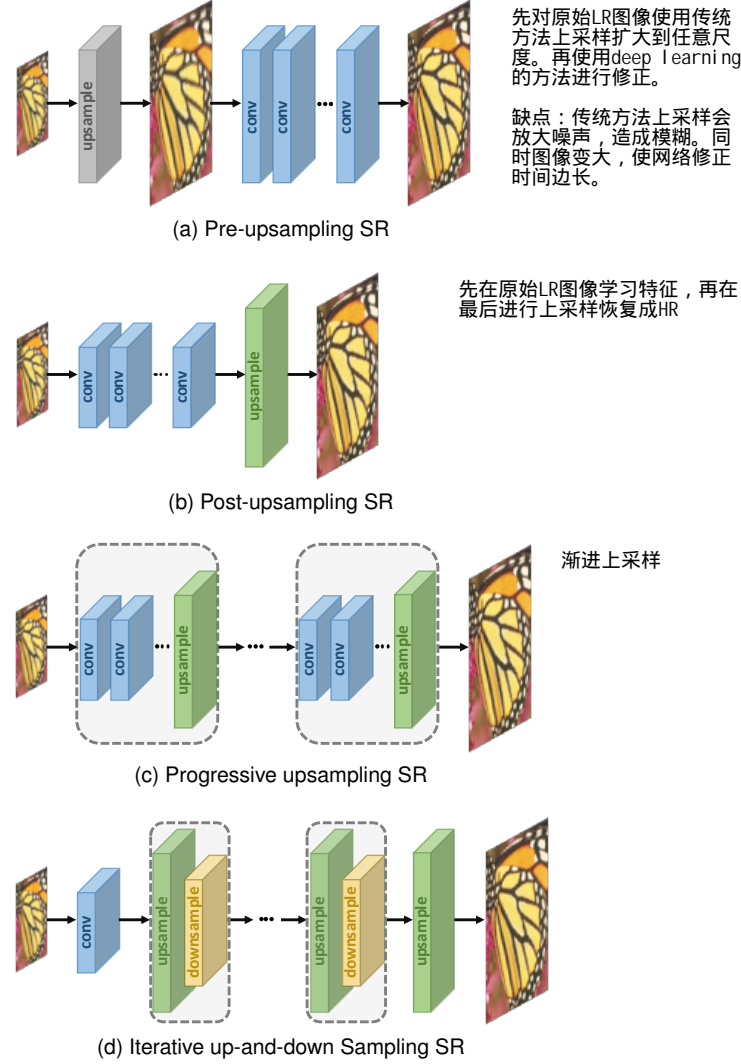 先对原始LR图像使用传统
方法上采样扩大到任意尺
度。再使用deep learning
的方法进行修正。
缺点：传统方法上采样会
放大噪声，造成模糊。同
时图像变大，使网络修正
时间边长。
upsample
conv
conv
...
conv
(a) Pre-upsampling SR
先在原始LR图像学习特征，再在
最后进行上采样恢复成HR
conv
conv
...
conv
upsample
(b) Post-upsampling SR
渐进上采样
conv
conv
...
upsample
...
conv
conv
...
upsample
(c) Progressive upsampling SR
conv
upsample
downsample
...
upsample
downsample
upsample
(d) Iterative up-and-down Sampling SR